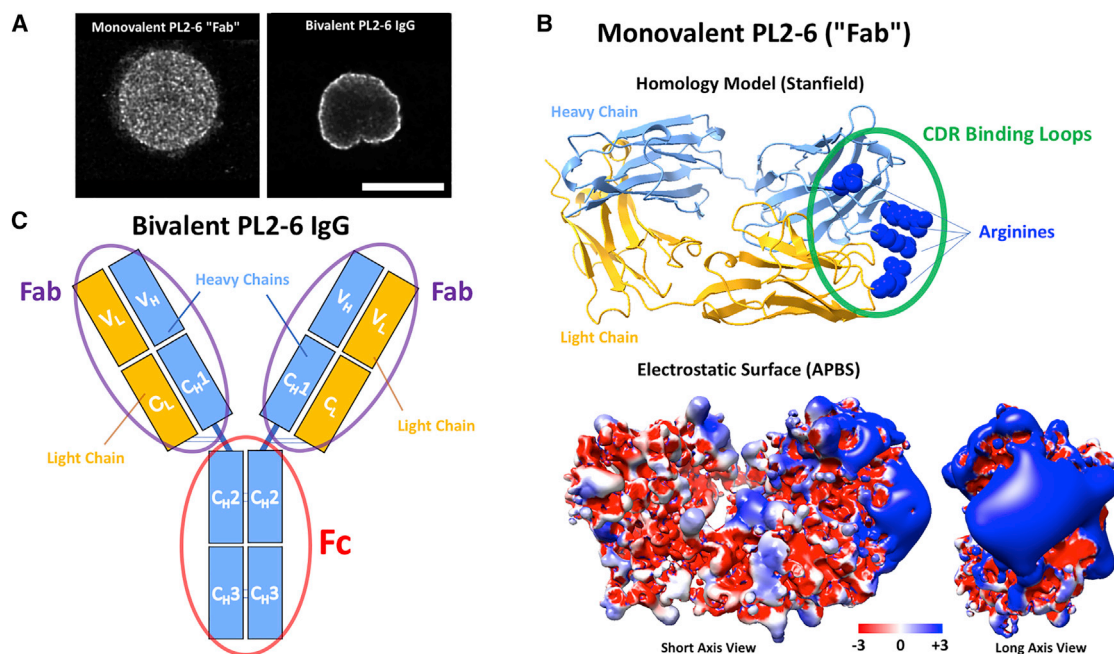 A
Monovalent PL2-6 "Fab"
Bivalent PL2-6 IgG
B
Monovalent PL2-6 ("Fab")
Homology Model (Stanfield)
Heavy Chain
CDR Binding Loops
Arginines
Light Chain
Electrostatic Surface (APBS)
-3 0 +3
Short Axis View
Long Axis View
C
Bivalent PL2-6 IgG
Fab
Heavy Chains
Fab
VL
VH
VH
VL
CL
CH1
CH1
CL
Light Chain
Light Chain
CH2
CH2
Fc
CH3
CH3